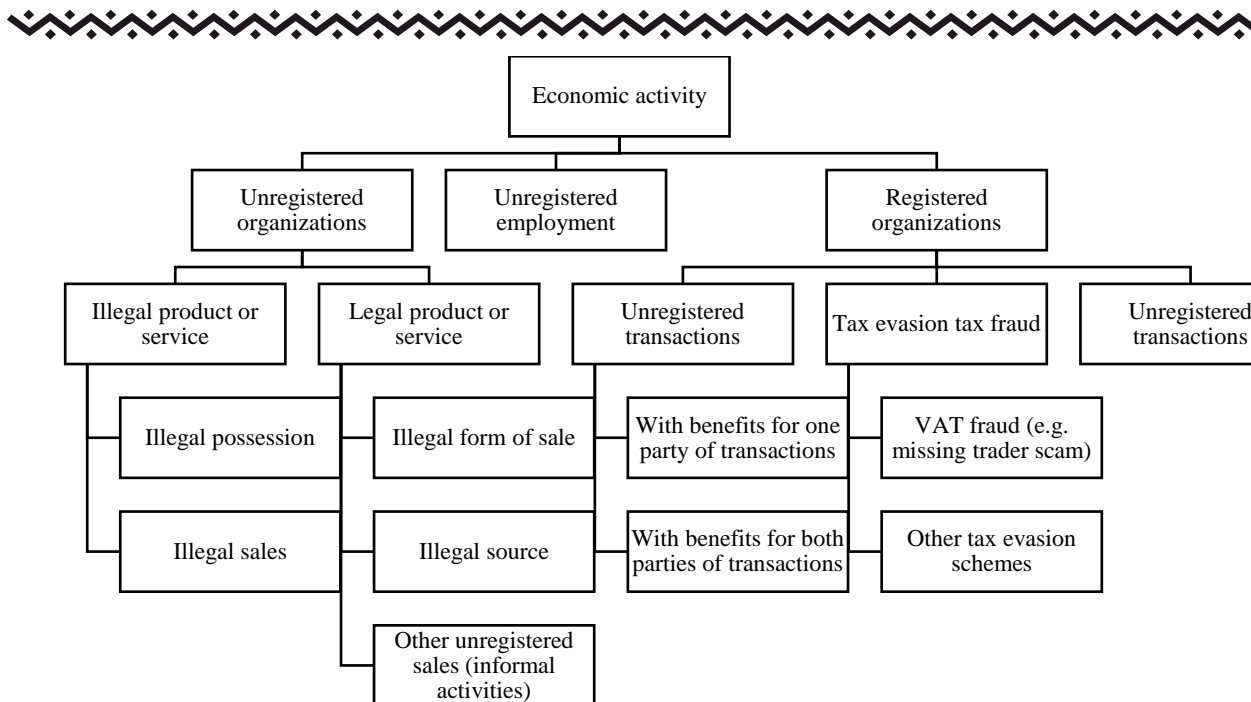 Economic activity
Unregistered
organizations
Unregistered
employment
Registered
organizations
Illegal product or
service
Legal product or
service
Unregistered
transactions
Tax evasion tax fraud
Unregistered
transactions
Illegal possession
Illegal form of sale
With benefits for one
party of transactions
VAT fraud (e.g.
missing trader scam)
Illegal sales
Illegal source
With benefits for both
parties of transactions
Other tax evasion
schemes
Other unregistered
sales (informal
activities)